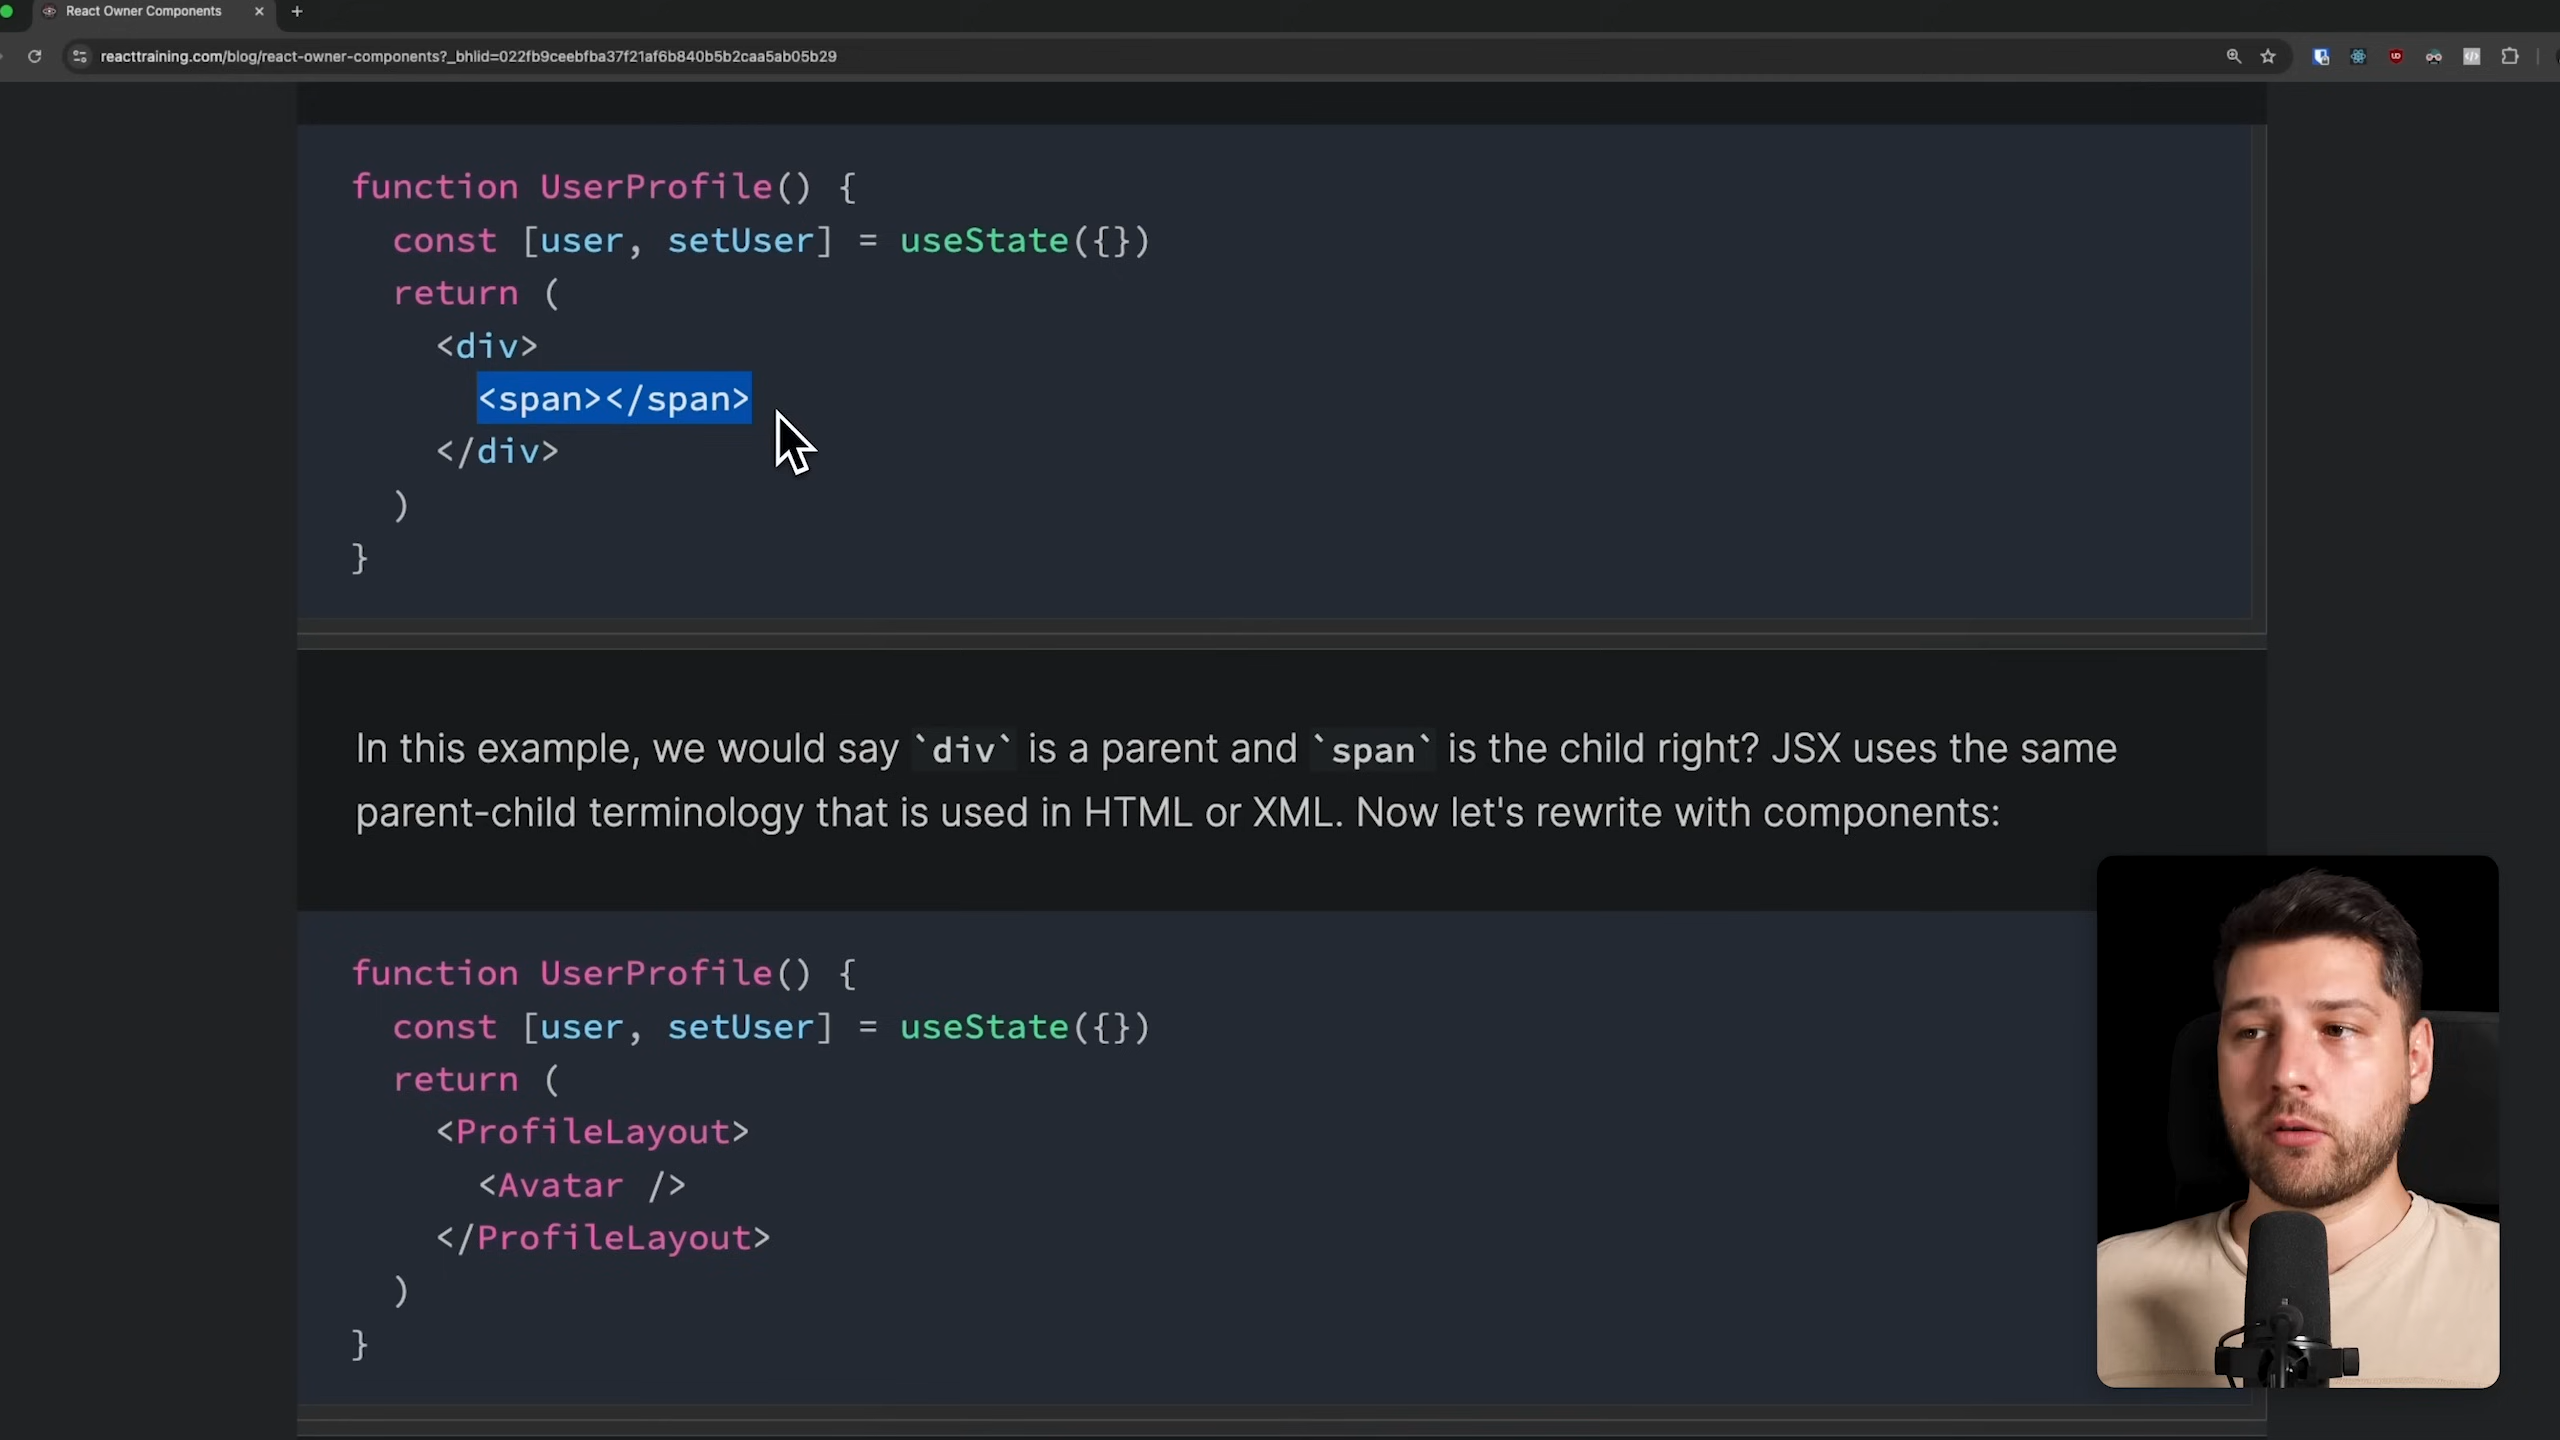 React Owner Components
reacttraining.com/blog/react-owner-components?_bhlid=022fb9ceebfba37f21af6b840b5b2caa5ab05b29
function UserProfile() {
const [user, setUser] = useState({})
return (
<div>
<span></span>
</div>
)
}
In this example, we would say `div` is a parent and `span` is the child right? JSX uses the same
parent-child terminology that is used in HTML or XML. Now let's rewrite with components:
function UserProfile() {
const [user, setUser] = useState({})
return (
<ProfileLayout>
<Avatar />
</ProfileLayout>
)
}